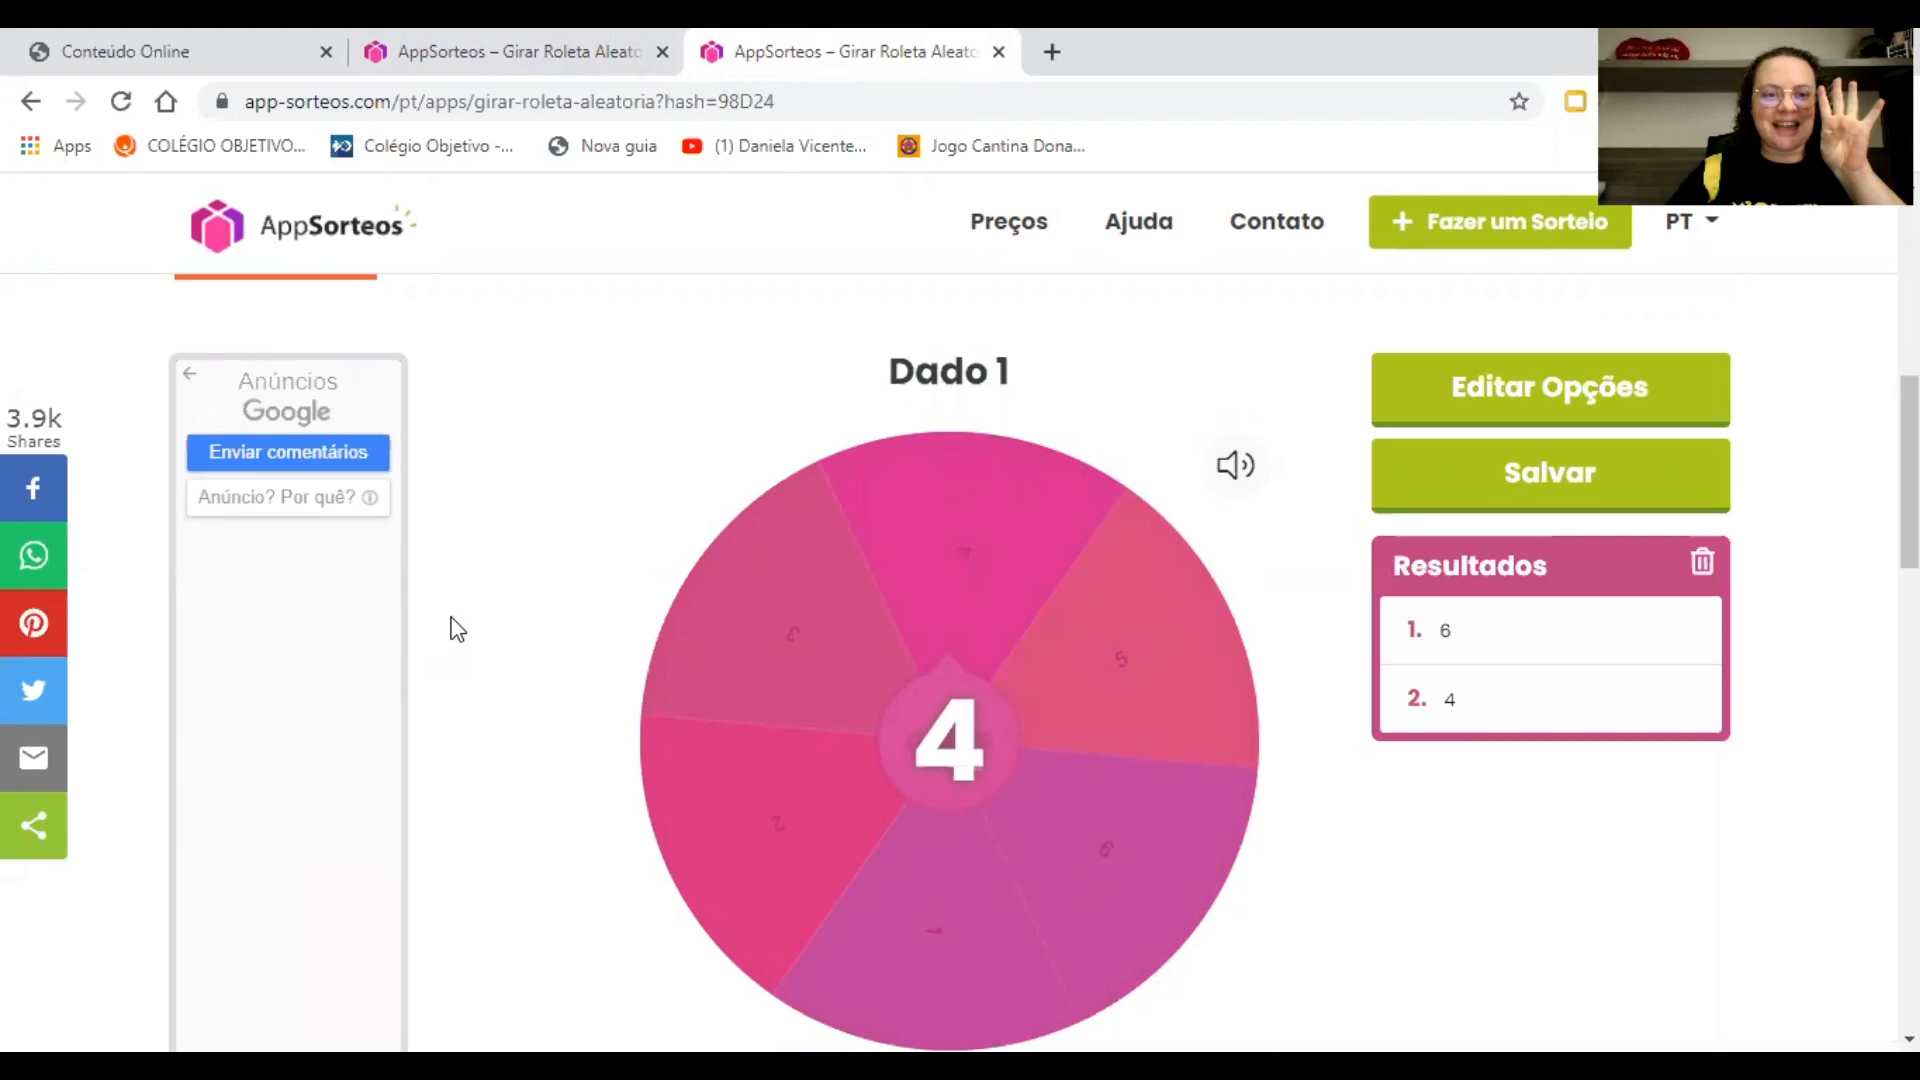 Conteúdo Online
AppSorteos – Girar Roleta Aleato
AppSorteos – Girar Roleta Aleato
app-sorteos.com/pt/apps/girar-roleta-aleatoria?hash=98D24
Apps
COLÉGIO OBJETIVO...
Colégio Objetivo -...
Nova guia
(1) Daniela Vicente...
Jogo Cantina Dona...
AppSorteos
Preços
Ajuda
Contato
+ Fazer um Sorteio
PT
3.9k
Shares
Anúncios
Google
Enviar comentários
Anúncio? Por quê?
Dado 1
4
5
6
1
2
3
4
Editar Opções
Salvar
Resultados
1. 6
2. 4